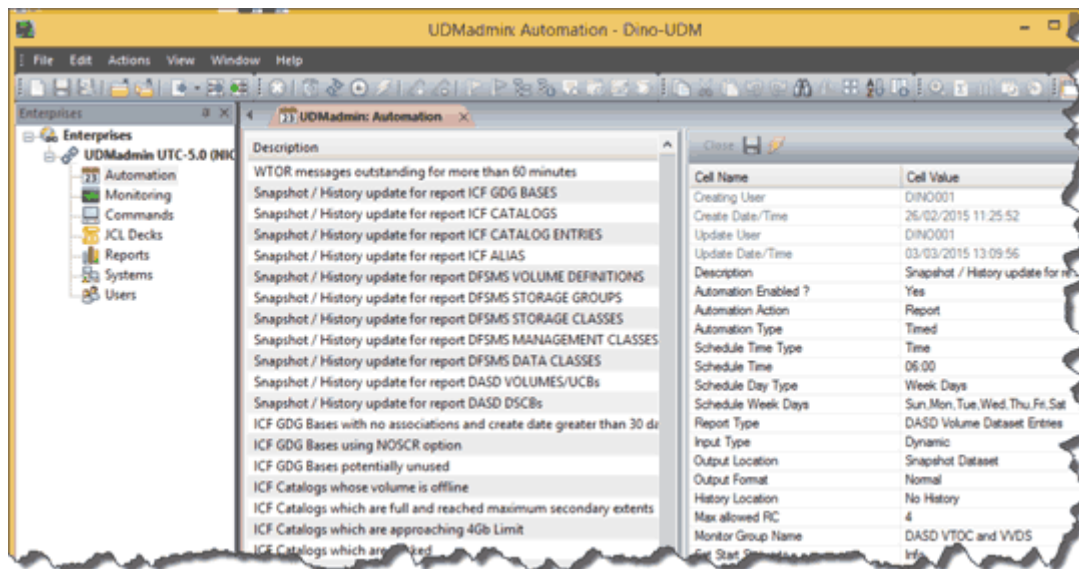 UDMadmin: Automation - Dino-UDM
File Edit Actions View Window Help
Enterprises
Enterprises
UDMadmin UTC-5.0 (NIC
Automation
Monitoring
Commands
JCL Decks
Reports
Systems
Users
UDMadmin: Automation
Description
WTOR messages outstanding for more than 60 minutes
Snapshot / History update for report ICF GDG BASES
Snapshot / History update for report ICF CATALOGS
Snapshot / History update for report ICF CATALOG ENTRIES
Snapshot / History update for report ICF ALIAS
Snapshot / History update for report DFSMS VOLUME DEFINITIONS
Snapshot / History update for report DFSMS STORAGE GROUPS
Snapshot / History update for report DFSMS STORAGE CLASSES
Snapshot / History update for report DFSMS MANAGEMENT CLASSES
Snapshot / History update for report DFSMS DATA CLASSES
Snapshot / History update for report DASD VOLUMES/UCBs
Snapshot / History update for report DASD DSCBs
ICF GDG Bases with no associations and create date greater than 30 da
ICF GDG Bases using NOSCR option
ICF GDG Bases potentially unused
ICF Catalogs whose volume is offline
ICF Catalogs which are full and reached maximum secondary extents
ICF Catalogs which are approaching 4Gb Limit
ICF Catalogs which are
Close
Cell Name Cell Value
Creating User DINO001
Create Date/Time 26/02/2015 11:25:52
Update User DINO001
Update Date/Time 03/03/2015 13:09:56
Description Snapshot / History update for
Automation Enabled ? Yes
Automation Action Report
Automation Type Timed
Schedule Time Type Time
Schedule Time 06:00
Schedule Day Type Week Days
Schedule Week Days Sun,Mon,Tue,Wed,Thu,Fri,Sat
Report Type DASD Volume Dataset Entries
Input Type Dynamic
Output Location Snapshot Dataset
Output Format Normal
History Location No History
Max allowed RC 4
Monitor Group Name DASD VTOC and VVDS
Start